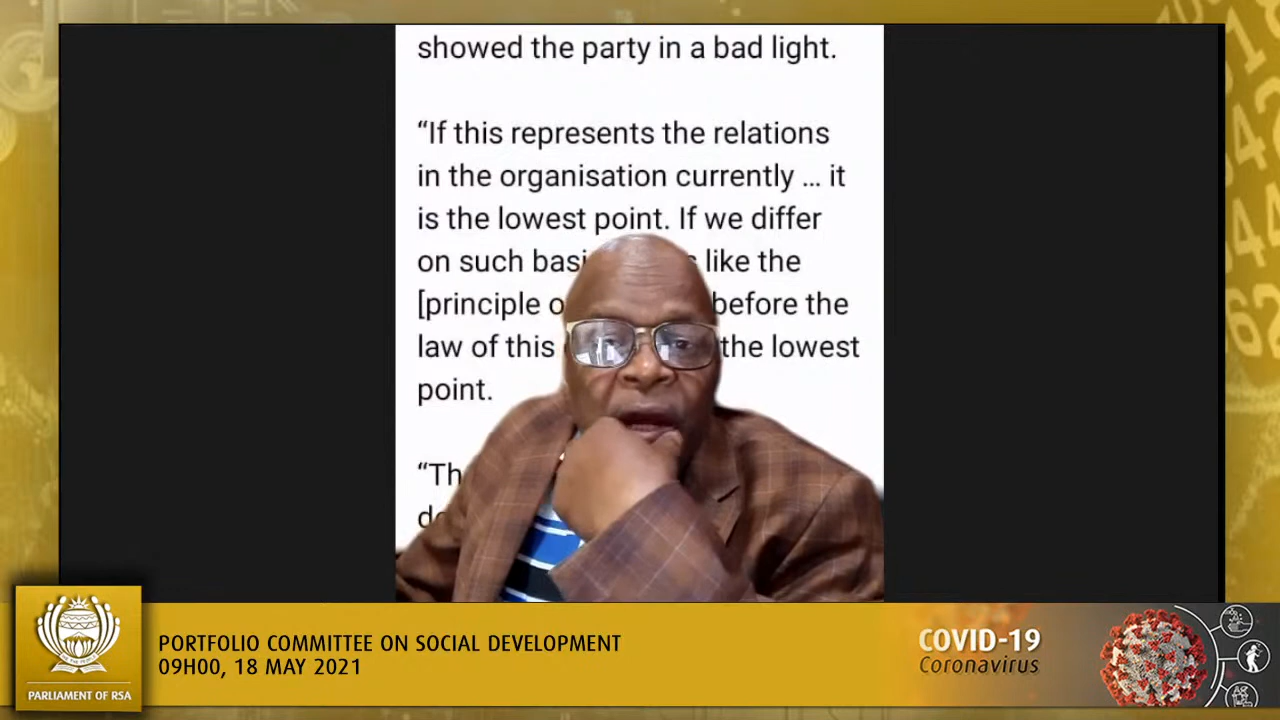 showed the party in a bad light.
“If this represents the relations
in the organisation currently ... it
is the lowest point. If we differ
on such like the
[principle before the
law of this the lowest
point.
PORTFOLIO COMMITTEE ON SOCIAL DEVELOPMENT
09H00, 18 MAY 2021
PARLIAMENT OF RSA
COVID-19
Coronavirus